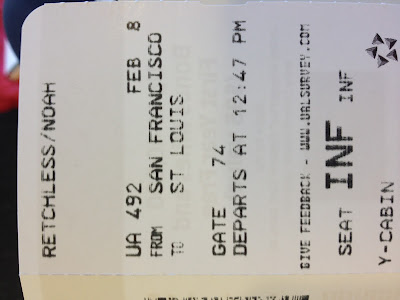 RETCHLESS/NOAH
UA 492 FEB 8
FROM SAN FRANCISCO
TO ST LOUIS
GATE 74
DEPARTS AT 12:47 PM
GIVE FEEDBACK - WWW.UALSURVEY.COM
SEAT INF INF
Y-CABIN